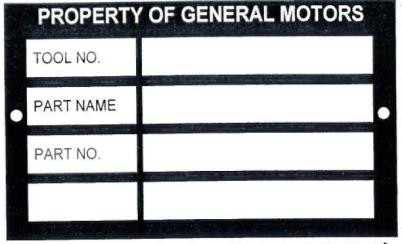 PROPERTY OF GENERAL MOTORS
TOOL NO.
PART NAME
PART NO.